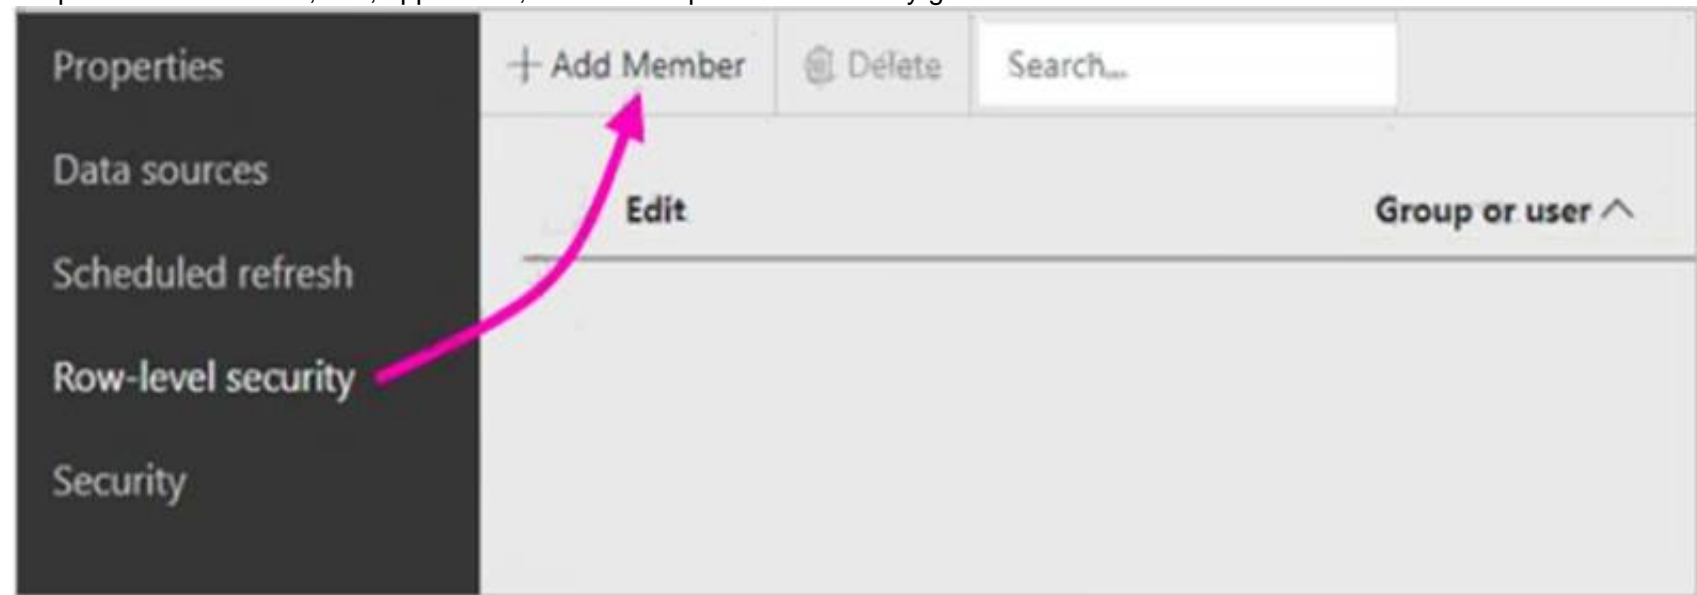 Properties
Data sources
Scheduled refresh
Row-level security
Security
Add Member Delete Search...
Edit Group or user